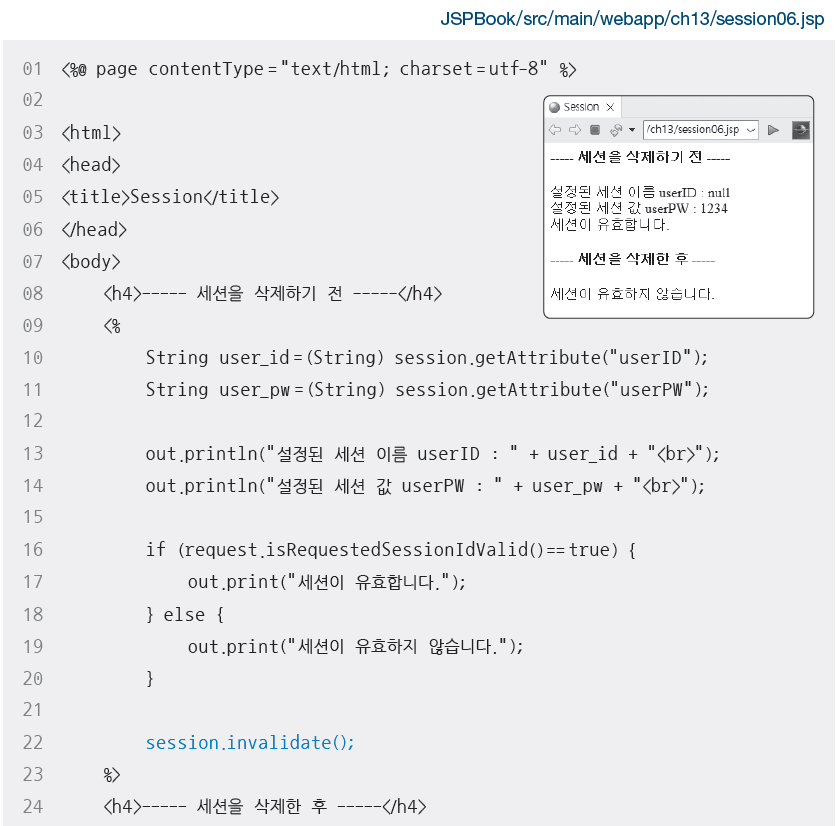 JSPBook/src/main/webapp/ch13/session06.jsp
01 <%@ page contentType="text/html; charset=utf-8" %>
02
03 <html>
04 <head>
05 <title>Session</title>
06 </head>
07 <body>
08 <h4>----- 세션을 삭제하기 전 -----</h4>
09 <%
10 String user_id=(String) session.getAttribute("userID");
11 String user_pw=(String) session.getAttribute("userPW");
12
13 out.println("설정된 세션 이름 userID : " + user_id + "<br>");
14 out.println("설정된 세션 값 userPW : " + user_pw + "<br>");
15
16 if (request.isRequestedSessionIdValid()==true) {
17 out.print("세션이 유효합니다.");
18 } else {
19 out.print("세션이 유효하지 않습니다.");
20 }
21
22 session.invalidate();
23 %>
24 <h4>----- 세션을 삭제한 후 -----</h4>
Session
/ch13/session06.jsp
----- 세션을 삭제하기 전 -----
설정된 세션 이름 userID : null
설정된 세션 값 userPW : 1234
세션이 유효합니다.
----- 세션을 삭제한 후 -----
세션이 유효하지 않습니다.